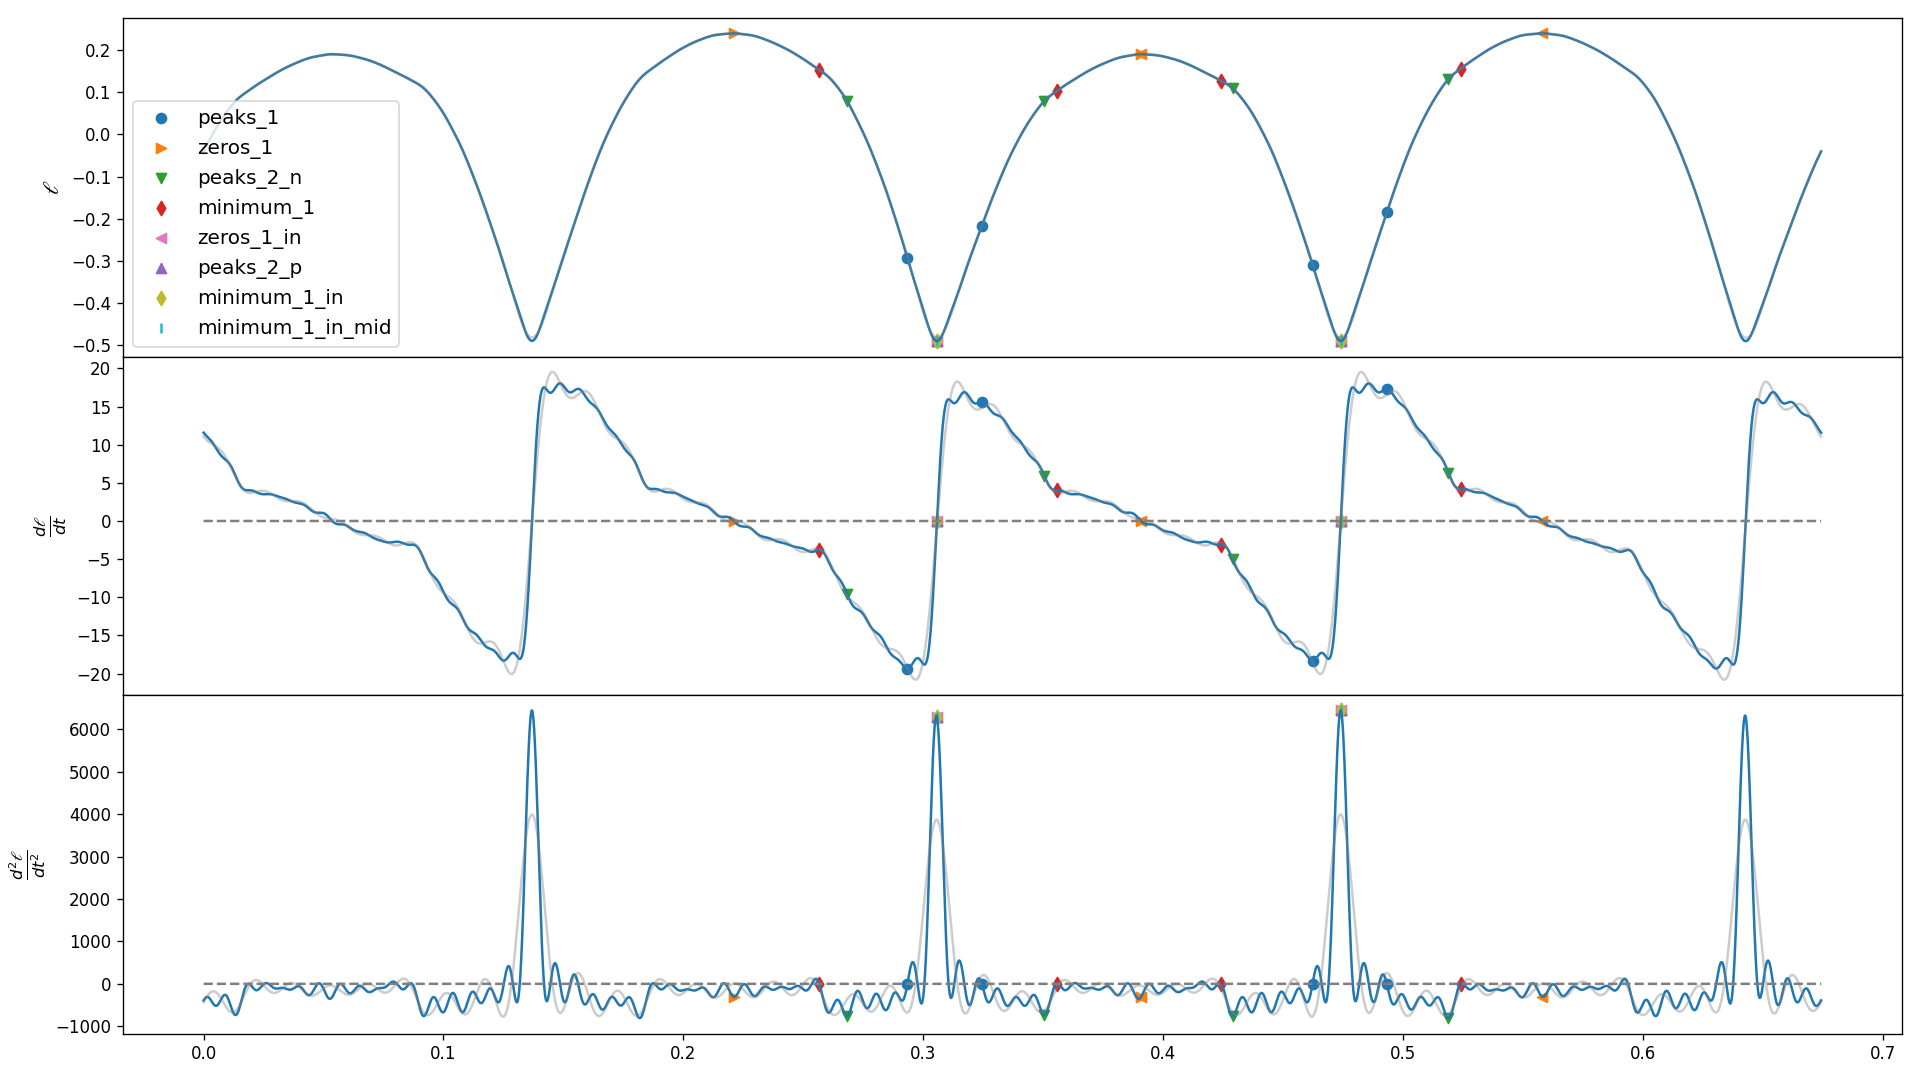 0.2
0.1
0.0
−0.1
−0.2
−0.3
−0.4
−0.5
ℓ
peaks_1
zeros_1
peaks_2_n
minimum_1
zeros_1_in
peaks_2_p
minimum_1_in
minimum_1_in_mid
20
15
10
5
0
−5
−10
−15
−20
dℓ
dt
6000
5000
4000
3000
2000
1000
0
−1000
d²ℓ
dt²
0.0 0.1 0.2 0.3 0.4 0.5 0.6 0.7